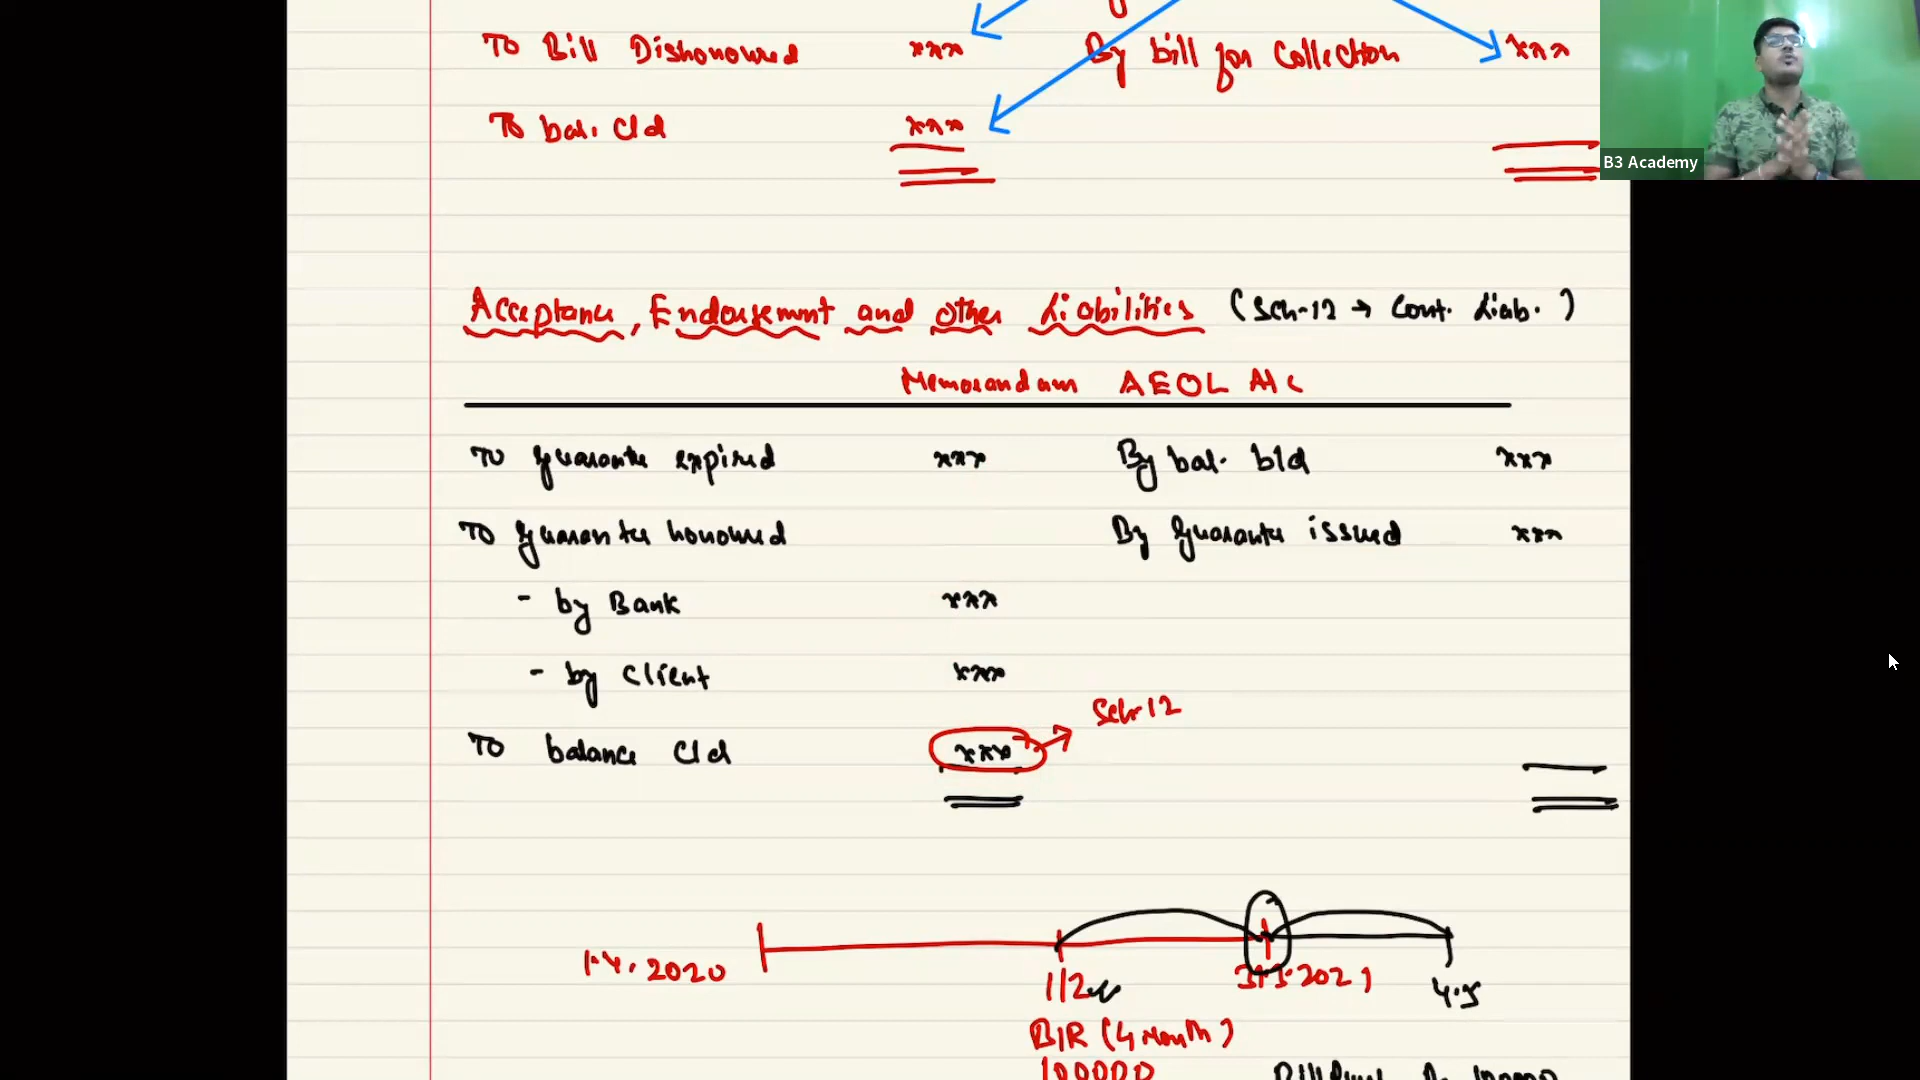 To Bill Dishonoured xxx By bill for Collection xxx
B3 Academy
To bal. C/d xxx
Acceptance, Endorsement and other Liabilities (Sch-12 → Cont. Liab.)
Memorandum AEOL A/c
To guarantee expired xxx By bal. b/d xxx
To guarantee honoured By guarantee issued xxx
- by Bank xxx
- by Client xxx
Sch-12
To balance C/d xxx
1.4.2020 1/2 31.3.2021
B/R (4 Month)
100000